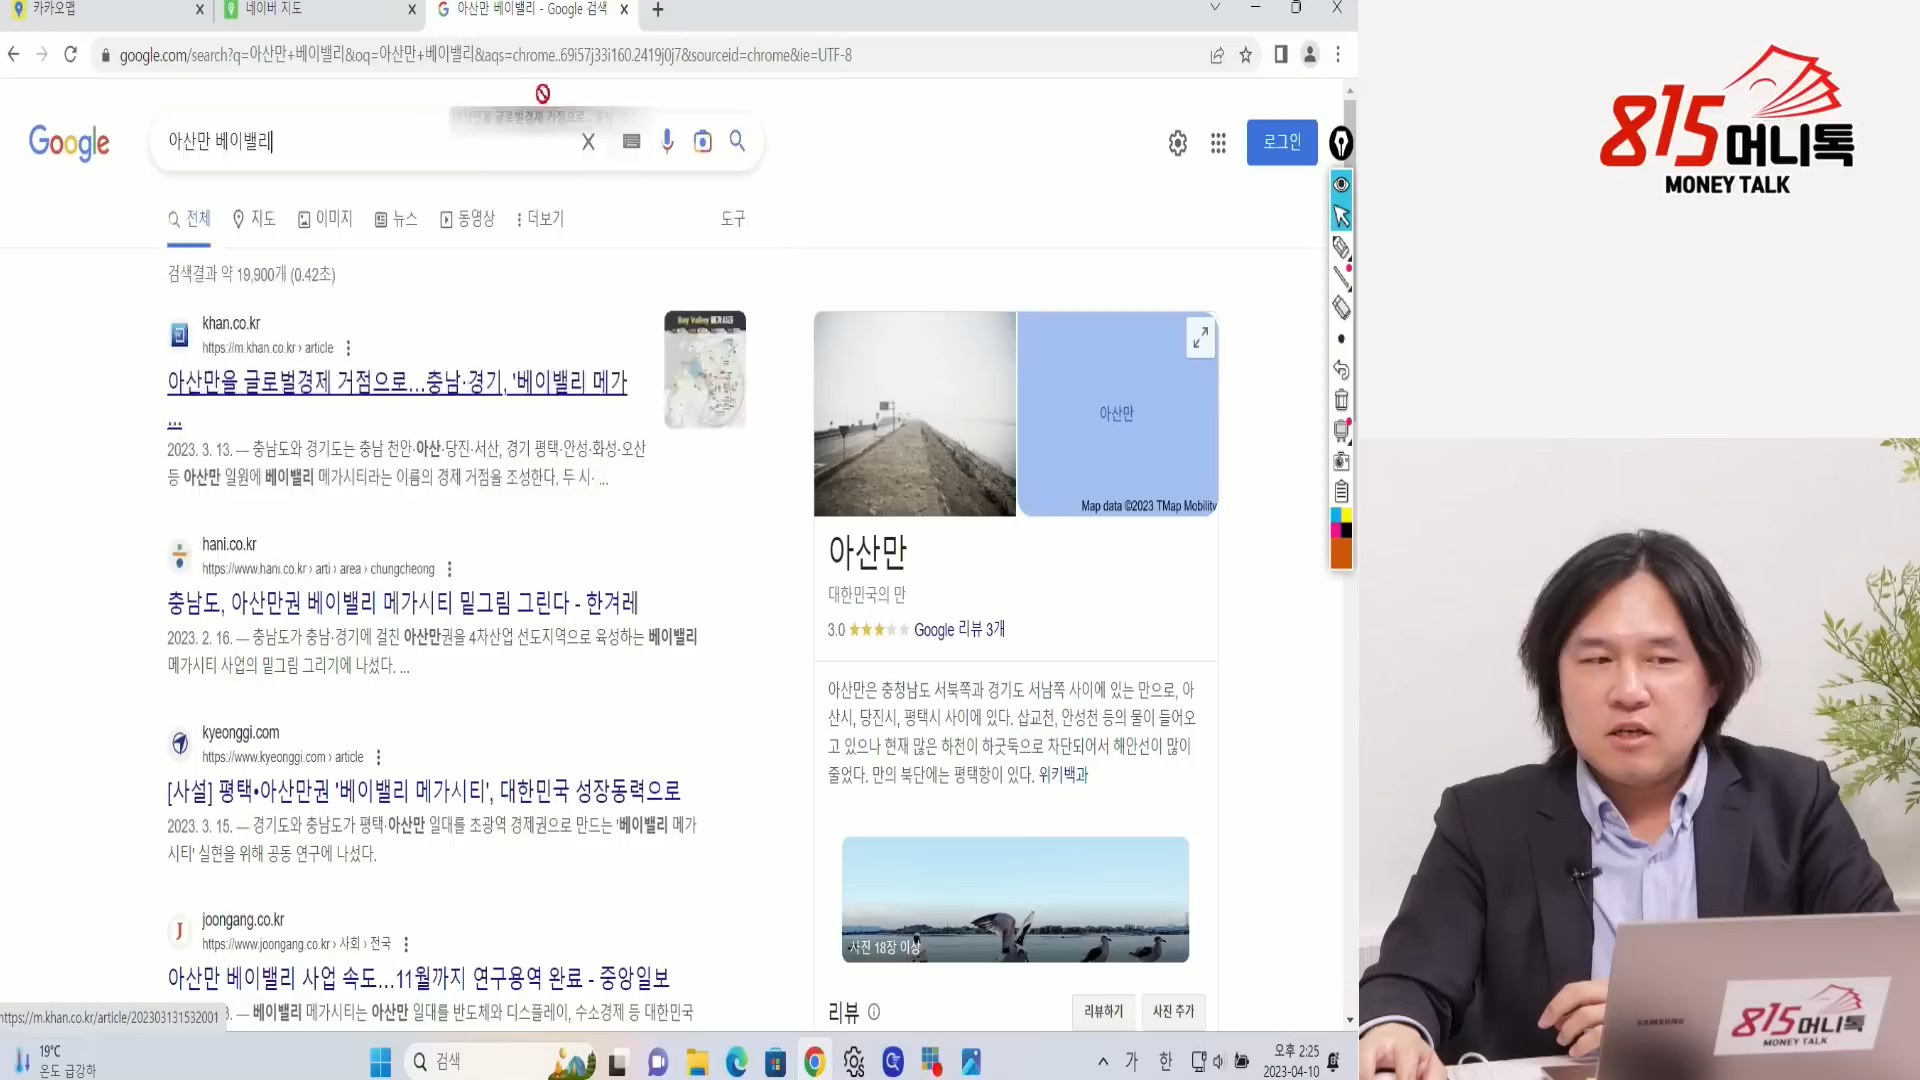 카카오맵
네이버 지도
아산만 베이밸리 - Google 검색
google.com/search?q=아산만+베이밸리&oq=아산만+베이밸리&aqs=chrome..69i57j33i160.2419j0j7&sourceid=chrome&ie=UTF-8
Google
아산만 베이밸리
로그인
전체
지도
이미지
뉴스
동영상
더보기
도구
검색결과 약 19,900개 (0.42초)
khan.co.kr
https://m.khan.co.kr › article
아산만을 글로벌경제 거점으로...충남·경기, '베이밸리 메가
...
2023. 3. 13. — 충남도와 경기도는 충남 천안·아산·당진·서산, 경기 평택·안성·화성·오산
등 아산만 일원에 베이밸리 메가시티라는 이름의 경제 거점을 조성한다. 두 시· ...
hani.co.kr
https://www.hani.co.kr › arti › area › chungcheong
충남도, 아산만권 베이밸리 메가시티 밑그림 그린다 - 한겨레
2023. 2. 16. — 충남도가 충남·경기에 걸친 아산만권을 4차산업 선도지역으로 육성하는 베이밸리
메가시티 사업의 밑그림 그리기에 나섰다. ...
kyeonggi.com
https://www.kyeonggi.com › article
[사설] 평택•아산만권 '베이밸리 메가시티', 대한민국 성장동력으로
2023. 3. 15. — 경기도와 충남도가 평택·아산만 일대를 초광역 경제권으로 만드는 '베이밸리 메가
시티' 실현을 위해 공동 연구에 나섰다.
joongang.co.kr
https://www.joongang.co.kr › 사회 › 전국
아산만 베이밸리 사업 속도...11월까지 연구용역 완료 - 중앙일보
3. — 베이밸리 메가시티는 아산만 일대를 반도체와 디스플레이, 수소경제 등 대한민국
https://m.khan.co.kr/article/202303131532001
아산만
Map data ©2023 TMap Mobility
아산만
대한민국의 만
3.0
Google 리뷰 3개
아산만은 충청남도 서북쪽과 경기도 서남쪽 사이에 있는 만으로, 아
산시, 당진시, 평택시 사이에 있다. 삽교천, 안성천 등의 물이 들어오
고 있으나 현재 많은 하천이 하굿둑으로 차단되어서 해안선이 많이
줄었다. 만의 북단에는 평택항이 있다. 위키백과
사진 18장 이상
리뷰
리뷰하기
사진 추가
19°C
온도 급강하
검색
가
한
오후 2:25
2023-04-10
815머니톡
MONEY TALK
SAMSUNG
815머니톡
MONEY TALK